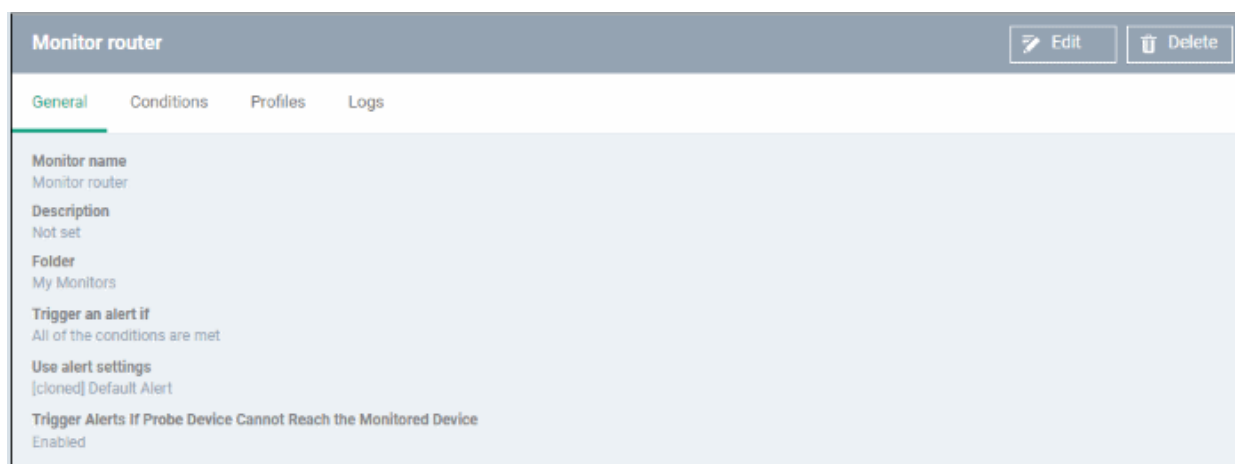 Monitor router
Edit
Delete
General
Conditions
Profiles
Logs
Monitor name
Monitor router
Description
Not set
Folder
My Monitors
Trigger an alert if
All of the conditions are met
Use alert settings
[cloned] Default Alert
Trigger Alerts If Probe Device Cannot Reach the Monitored Device
Enabled